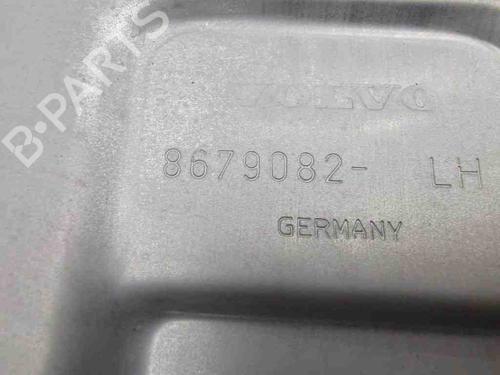 B-PARTS
VOLVO
8679082- LH
GERMANY